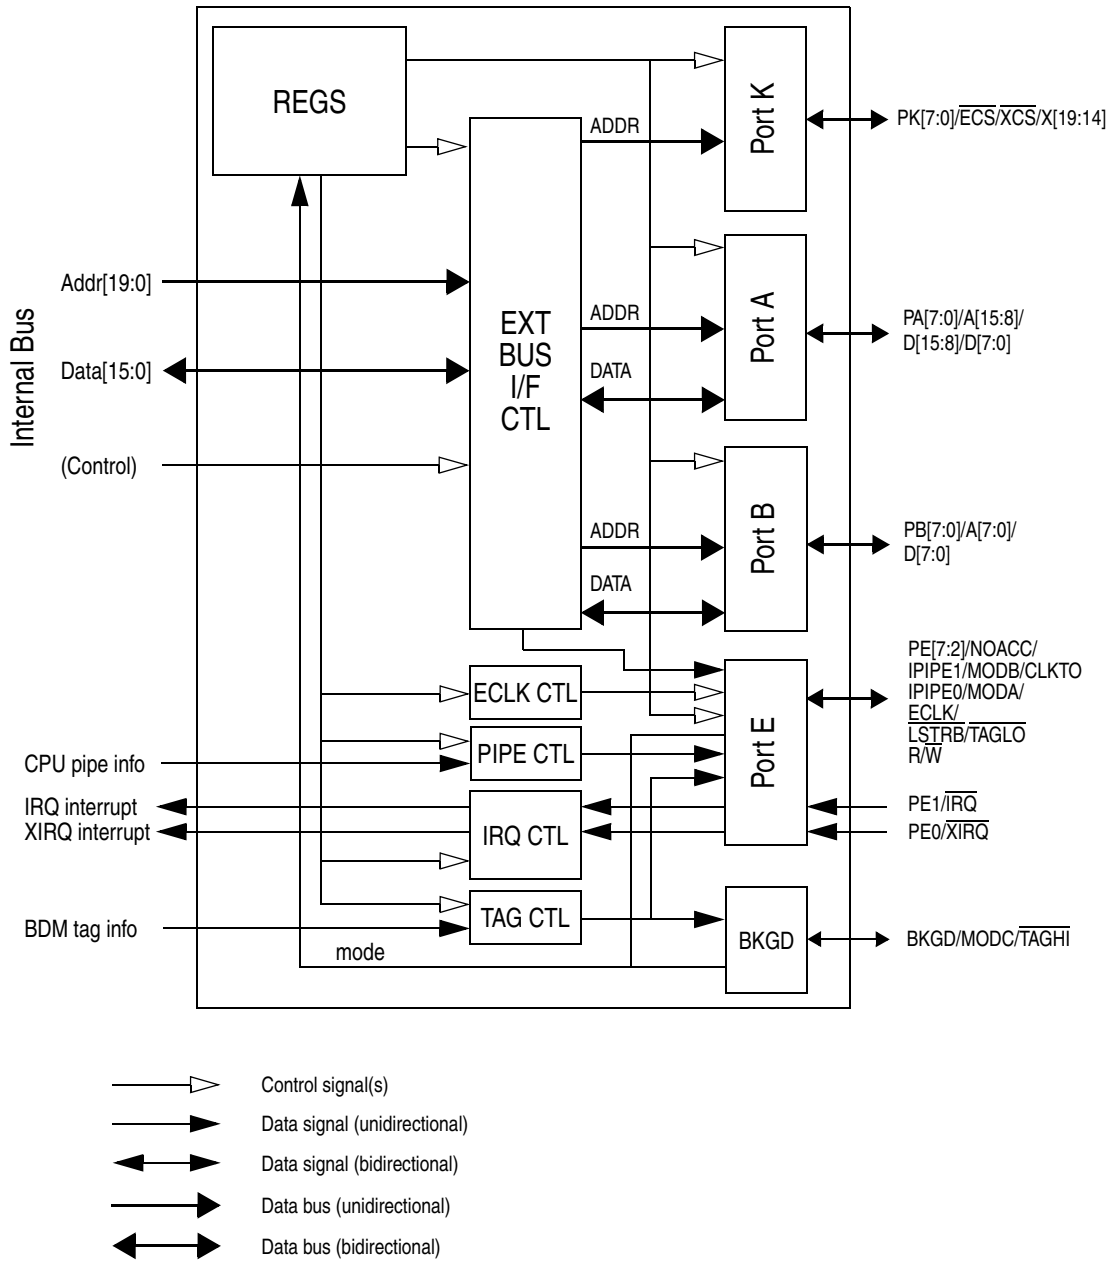 REGS
Port K
ADDR
PK[7:0]/ECS/XCS/X[19:14]
Internal Bus
Addr[19:0]
Data[15:0]
(Control)
EXT
BUS
I/F
CTL
ADDR
DATA
Port A
PA[7:0]/A[15:8]/
D[15:8]/D[7:0]
ADDR
DATA
Port B
PB[7:0]/A[7:0]/
D[7:0]
ECLK CTL
PIPE CTL
IRQ CTL
TAG CTL
Port E
PE[7:2]/NOACC/
IPIPE1/MODB/CLKTO
IPIPE0/MODA/
ECLK/
LSTRB/TAGLO
R/W
CPU pipe info
IRQ interrupt
XIRQ interrupt
PE1/IRQ
PE0/XIRQ
BDM tag info
mode
BKGD
BKGD/MODC/TAGHI
Control signal(s)
Data signal (unidirectional)
Data signal (bidirectional)
Data bus (unidirectional)
Data bus (bidirectional)